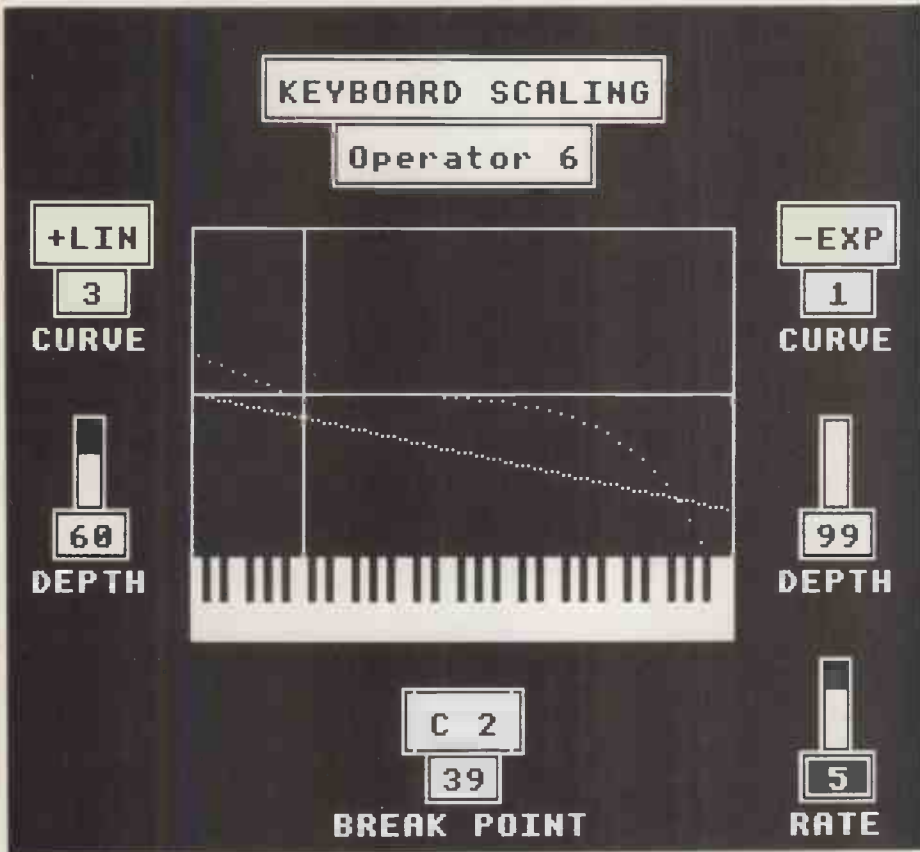 KEYBOARD SCALING
Operator 6
+LIN
3
CURVE
60
DEPTH
-EXP
1
CURVE
99
DEPTH
C 2
39
BREAK POINT
5
RATE